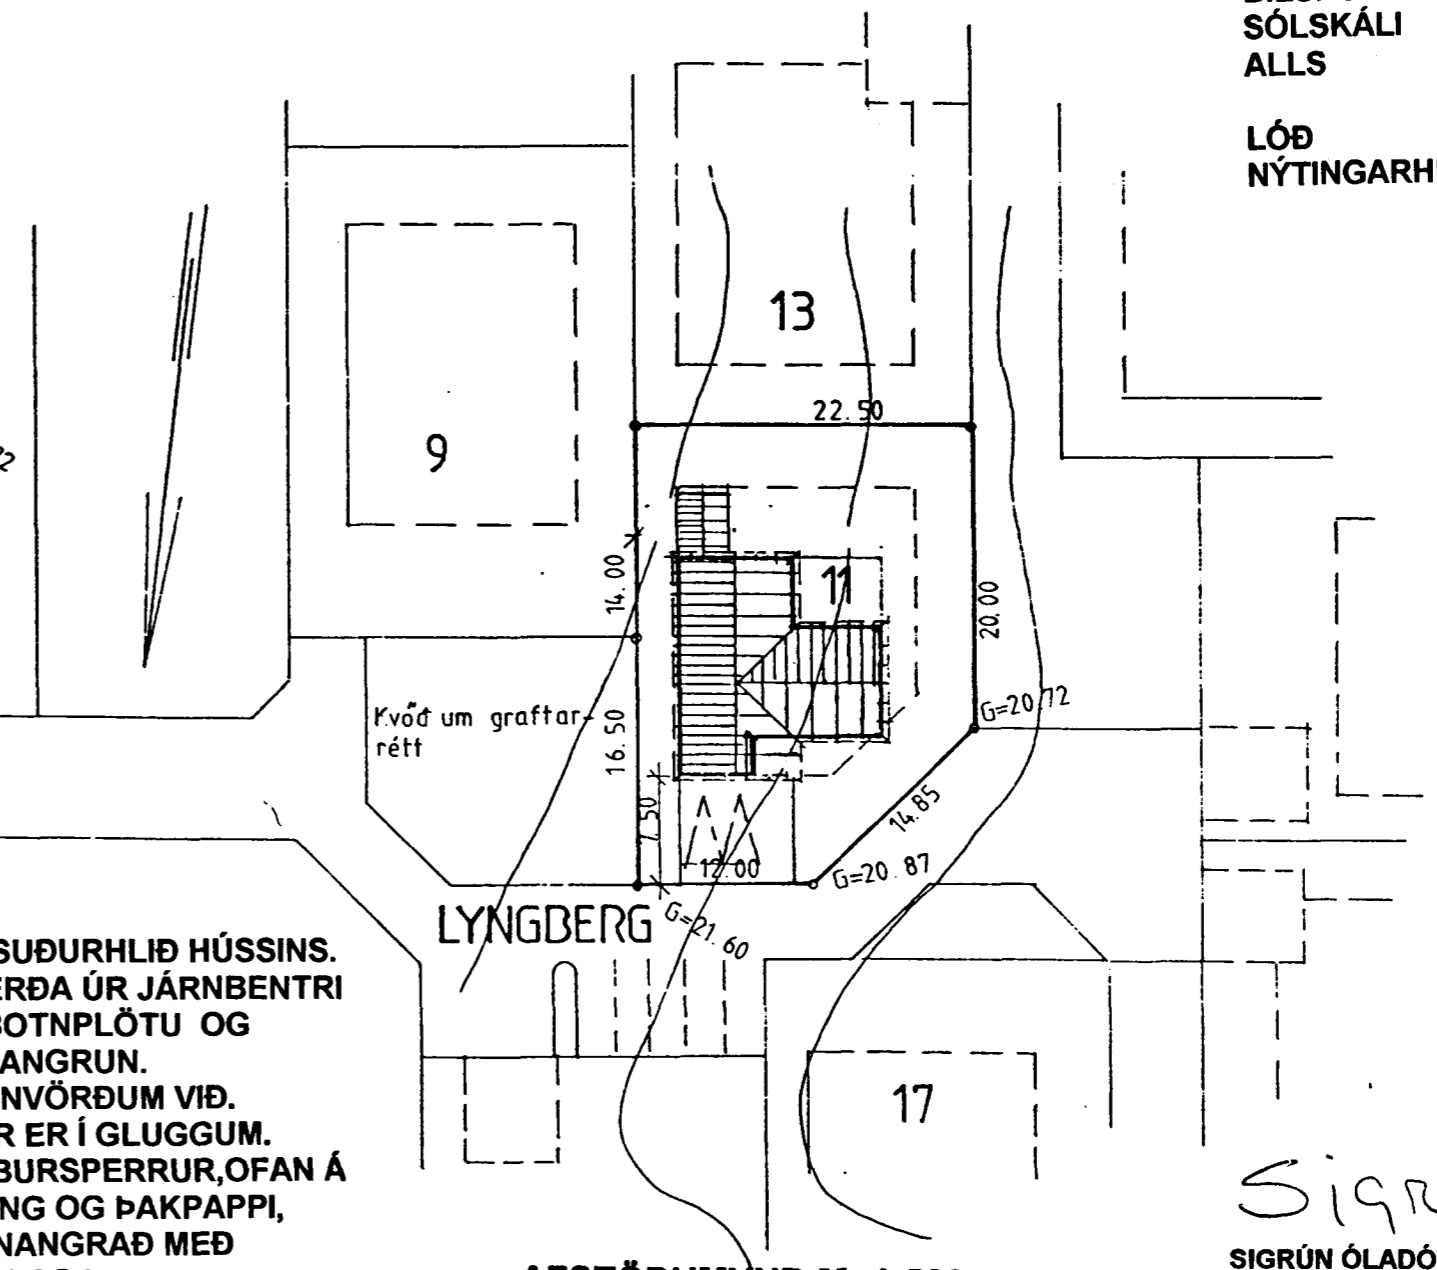 SÓLSKÁLI
ALLS
LÓÐ
NÝTINGARH
13
22.50
9
11
14.00
20.00
Kvöð um graftar-
rétt
16.50
G=20.72
7.50
14.85
12.00
G=20.87
LYNGBERG
G=21.60
SUÐURHLIÐ HÚSSINS.
ERÐA ÚR JÁRNBENTRI
BOTNPLÖTU OG
ANGRUN.
NVÖRÐUM VIÐ.
R ER Í GLUGGUM.
BURSPERRUR,OFAN Á
NG OG ÞAKPAPPI,
NANGRAÐ MEÐ
17
Sigr
SIGRÚN ÓLADÓ